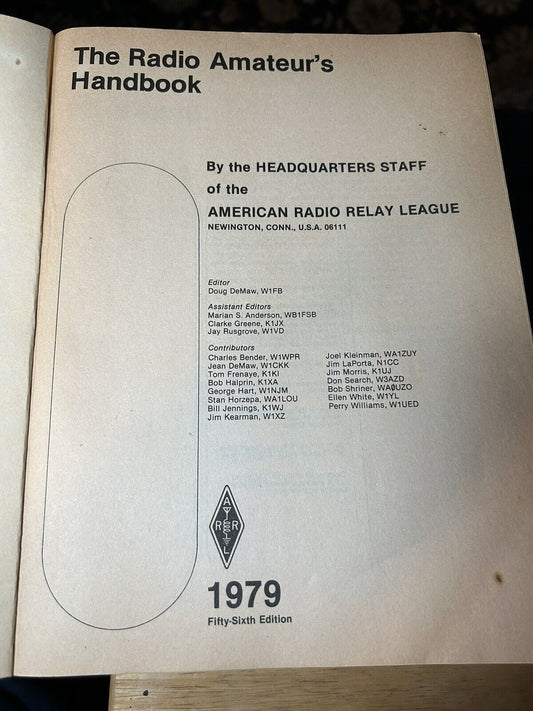 The Radio Amateur's
Handbook
By the HEADQUARTERS STAFF
of the
AMERICAN RADIO RELAY LEAGUE
NEWINGTON, CONN., U.S.A. 06111
Editor
Doug DeMaw, W1FB
Assistant Editors
Marian S. Anderson, WB1FSB
Clarke Greene, K1JX
Jay Rusgrove, W1VD
Contributors
Charles Bender, W1WPR
Jean DeMaw, W1CKK
Tom Frenaye, K1KI
Bob Halprin, K1XA
George Hart, W1NJM
Stan Horzepa, WA1LOU
Bill Jennings, K1WJ
Jim Kearman, W1XZ
Joel Kleinman, WA1ZUY
Jim LaPorta, N1CC
Jim Morris, K1UJ
Don Search, W3AZD
Bob Shriner, WAØUZO
Ellen White, W1YL
Perry Williams, W1UED
A
R R
L
1979
Fifty-Sixth Edition